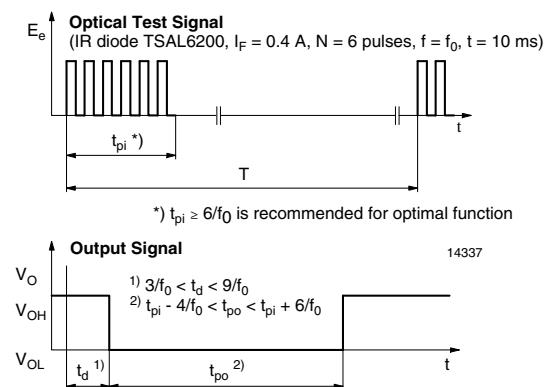 Optical Test Signal
Eₑ
(IR diode TSAL6200, I_F = 0.4 A, N = 6 pulses, f = f₀, t = 10 ms)
t
t_pi *)
T
*) t_pi ≥ 6/f₀ is recommended for optimal function
Output Signal
14337
V_O
¹⁾ 3/f₀ < t_d < 9/f₀
²⁾ t_pi - 4/f₀ < t_po < t_pi + 6/f₀
V_OH
V_OL
t_d ¹⁾
t_po ²⁾
t